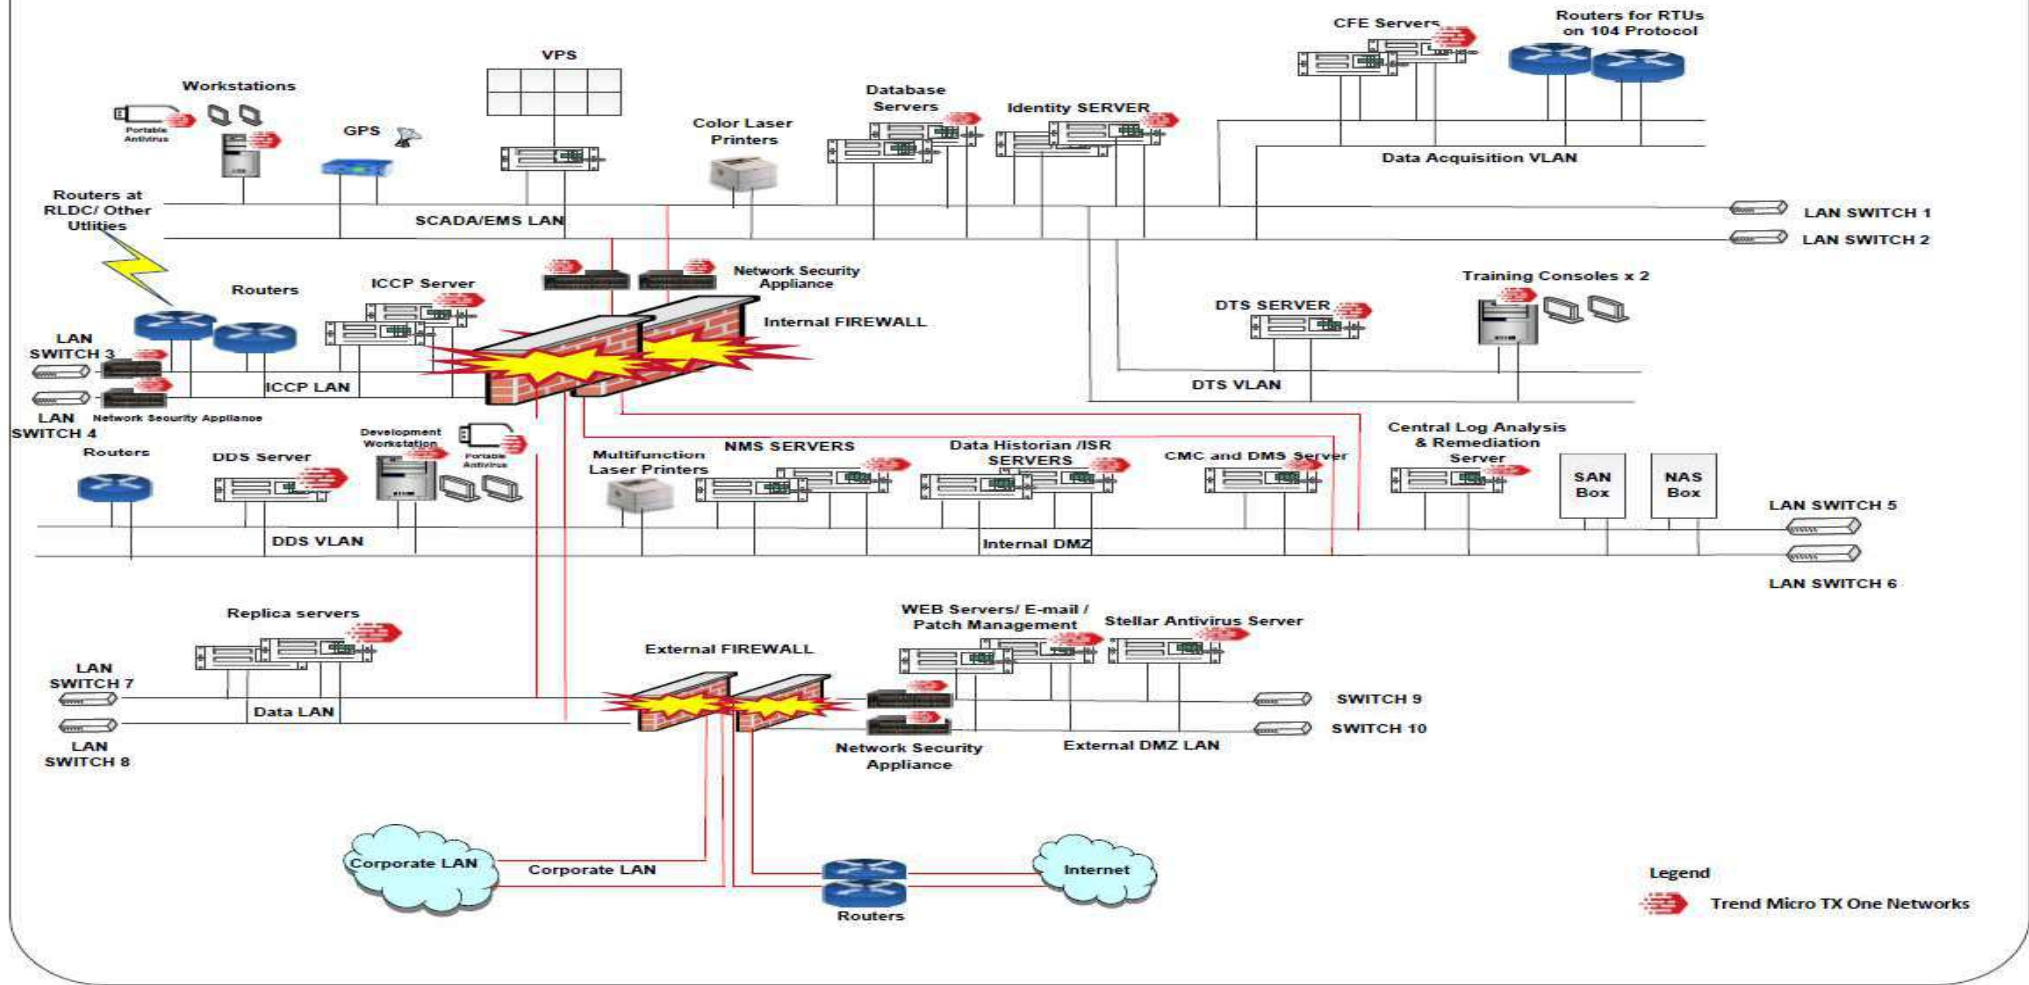 CFE Servers
Routers for RTUs
on 104 Protocol
VPS
Workstations
Portable
Antivirus
GPS
Color Laser
Printers
Database
Servers
Identity SERVER
Data Acquisition VLAN
Routers at
RLDC/ Other
Utlities
SCADA/EMS LAN
LAN SWITCH 1
LAN SWITCH 2
Routers
ICCP Server
Network Security
Appliance
Internal FIREWALL
DTS SERVER
Training Consoles x 2
LAN
SWITCH 3
ICCP LAN
DTS VLAN
LAN
SWITCH 4
Network Security Appliance
Routers
DDS Server
Development
Workstation
Portable
Antivirus
Multifunction
Laser Printers
NMS SERVERS
Data Historian /ISR
SERVERS
CMC and DMS Server
Central Log Analysis
& Remediation
Server
SAN
Box
NAS
Box
LAN SWITCH 5
DDS VLAN
Internal DMZ
LAN SWITCH 6
Replica servers
External FIREWALL
WEB Servers/ E-mail /
Patch Management
Stellar Antivirus Server
LAN
SWITCH 7
Data LAN
SWITCH 9
SWITCH 10
LAN
SWITCH 8
Network Security
Appliance
External DMZ LAN
Corporate LAN
Corporate LAN
Internet
Routers
Legend
Trend Micro TX One Networks